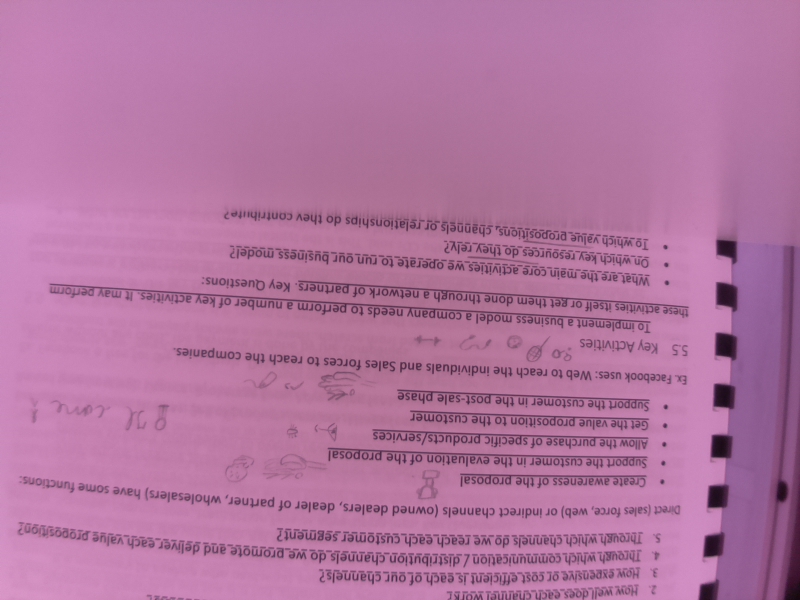 2. How well does each channel work?
3. How expensive or cost efficient is each of our channels?
4. Through which communication / distribution channels do we promote and deliver each value proposition?
5. Through which channels do we reach each customer segment?
Direct (sales force, web) or indirect channels (owned dealers, dealer of partner, wholesalers) have some functions:
• Create awareness of the proposal
• Support the customer in the evaluation of the proposal
• Allow the purchase of specific products/services
• Get the value proposition to the customer
• Support the customer in the post-sale phase
Ex. Facebook uses: Web to reach the individuals and Sales forces to reach the companies.
5.5 Key Activities
To implement a business model a company needs to perform a number of key activities. It may perform
these activities itself or get them done through a network of partners. Key Questions:
• What are the main core activities we operate to run our business model?
• On which key resources do they rely?
• To which value propositions, channels or relationships do they contribute?